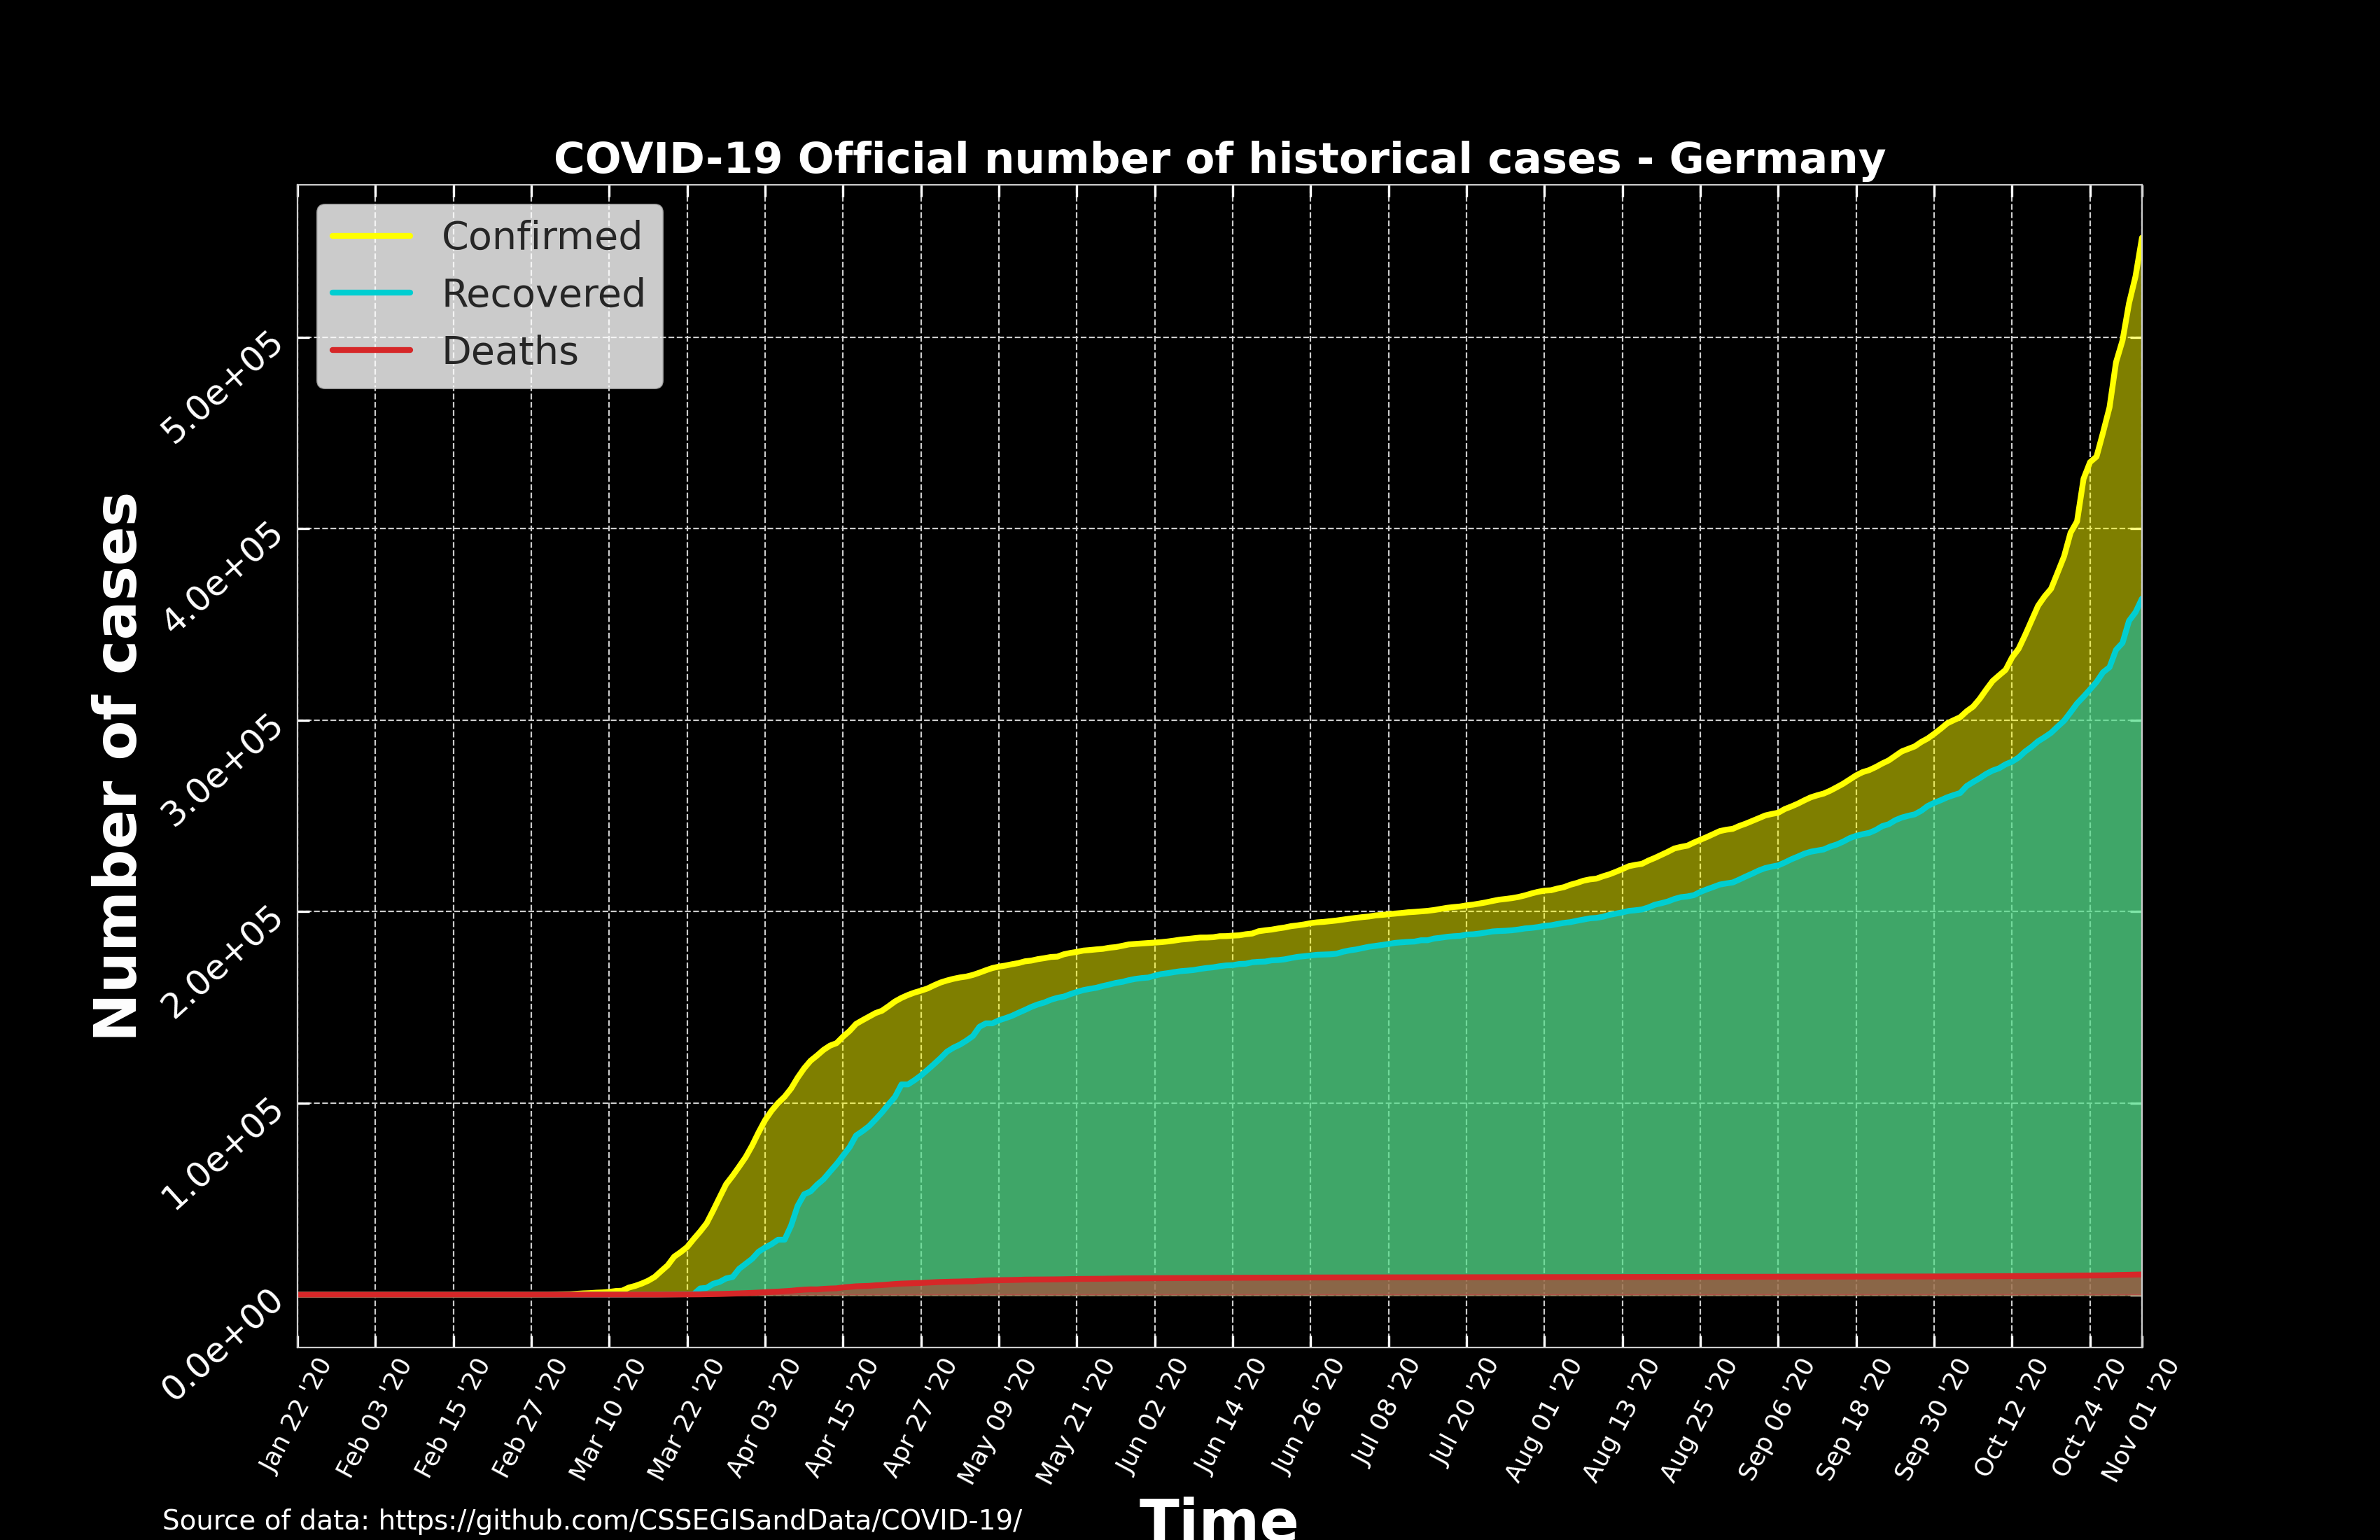 COVID-19 Official number of historical cases - Germany
Confirmed
Recovered
Deaths
Number of cases
5.0e+05
4.0e+05
3.0e+05
2.0e+05
1.0e+05
0.0e+00
Jan 22 '20
Feb 03 '20
Feb 15 '20
Feb 27 '20
Mar 10 '20
Mar 22 '20
Apr 03 '20
Apr 15 '20
Apr 27 '20
May 09 '20
May 21 '20
Jun 02 '20
Jun 14 '20
Jun 26 '20
Jul 08 '20
Jul 20 '20
Aug 01 '20
Aug 13 '20
Aug 25 '20
Sep 06 '20
Sep 18 '20
Sep 30 '20
Oct 12 '20
Oct 24 '20
Nov 01 '20
Time
Source of data: https://github.com/CSSEGISandData/COVID-19/